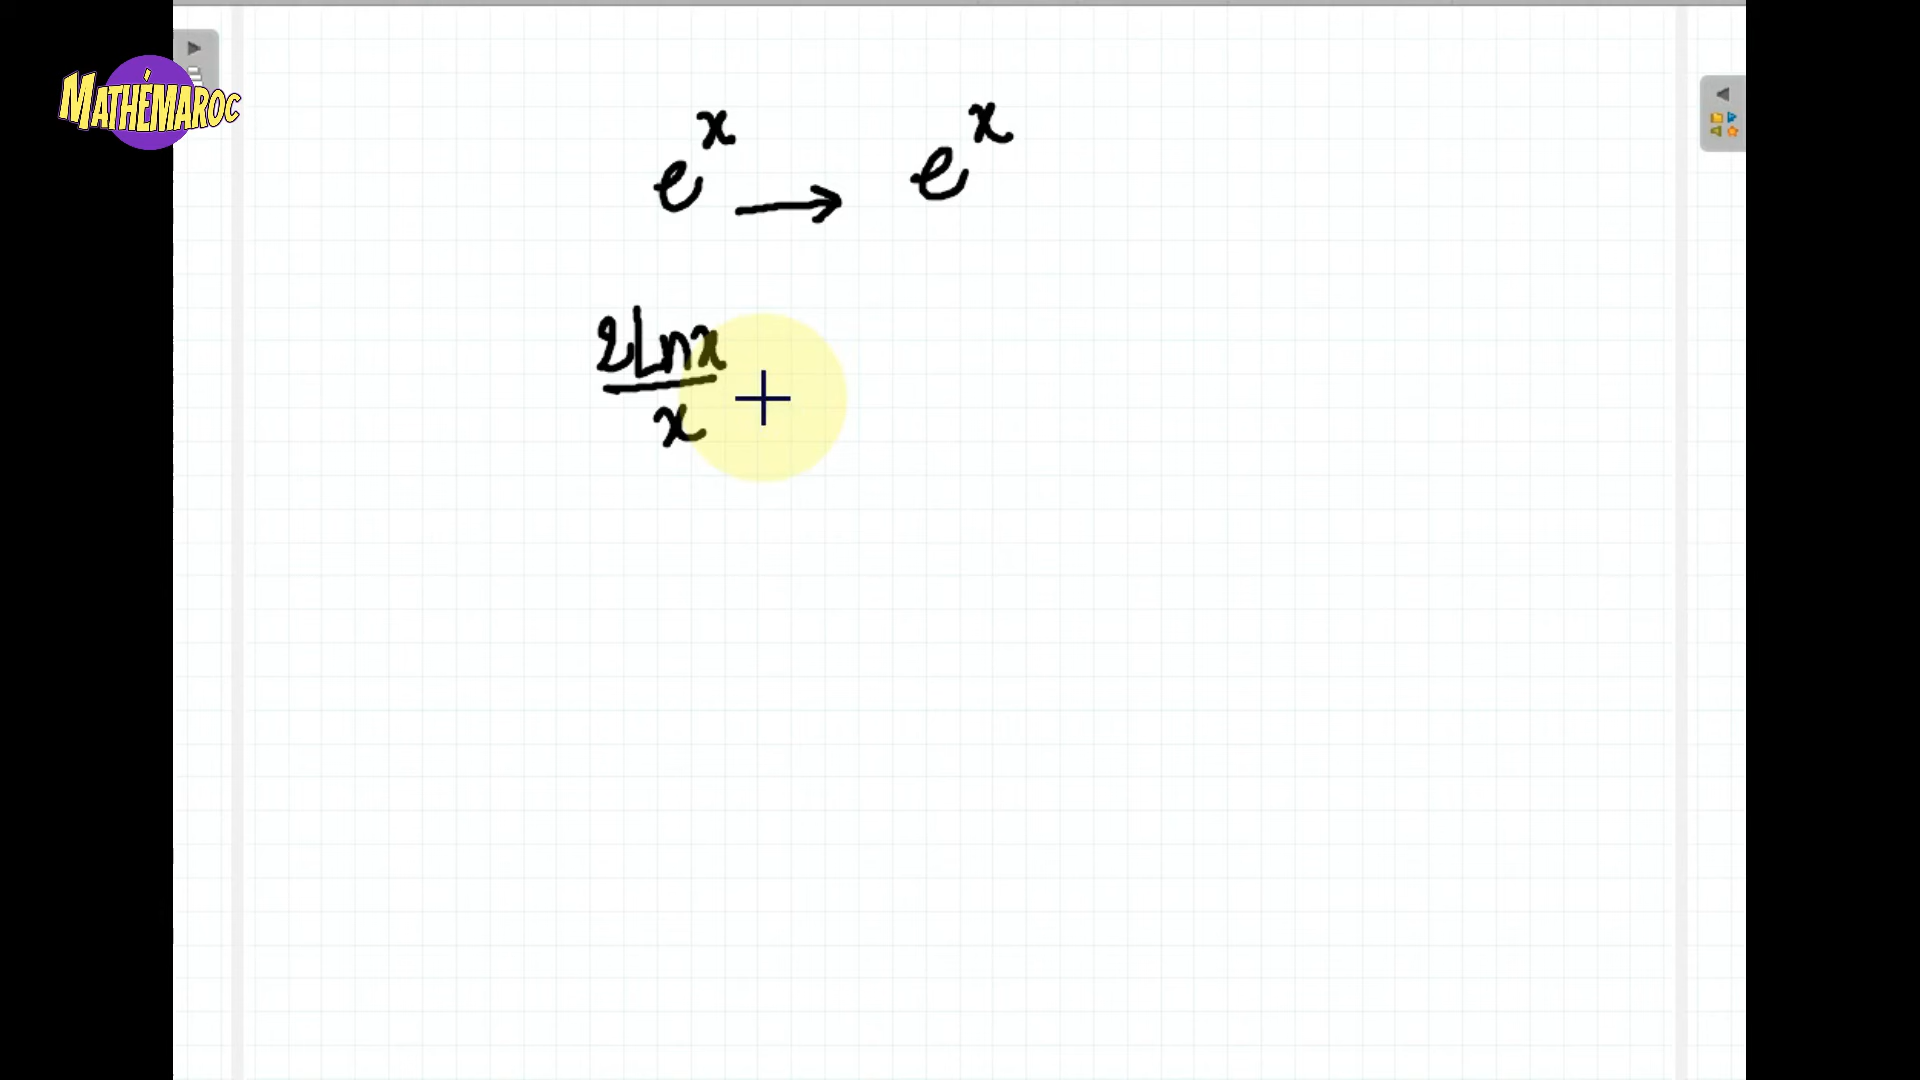 MATHÉMAROC
e^x → e^x
2Lnx
x